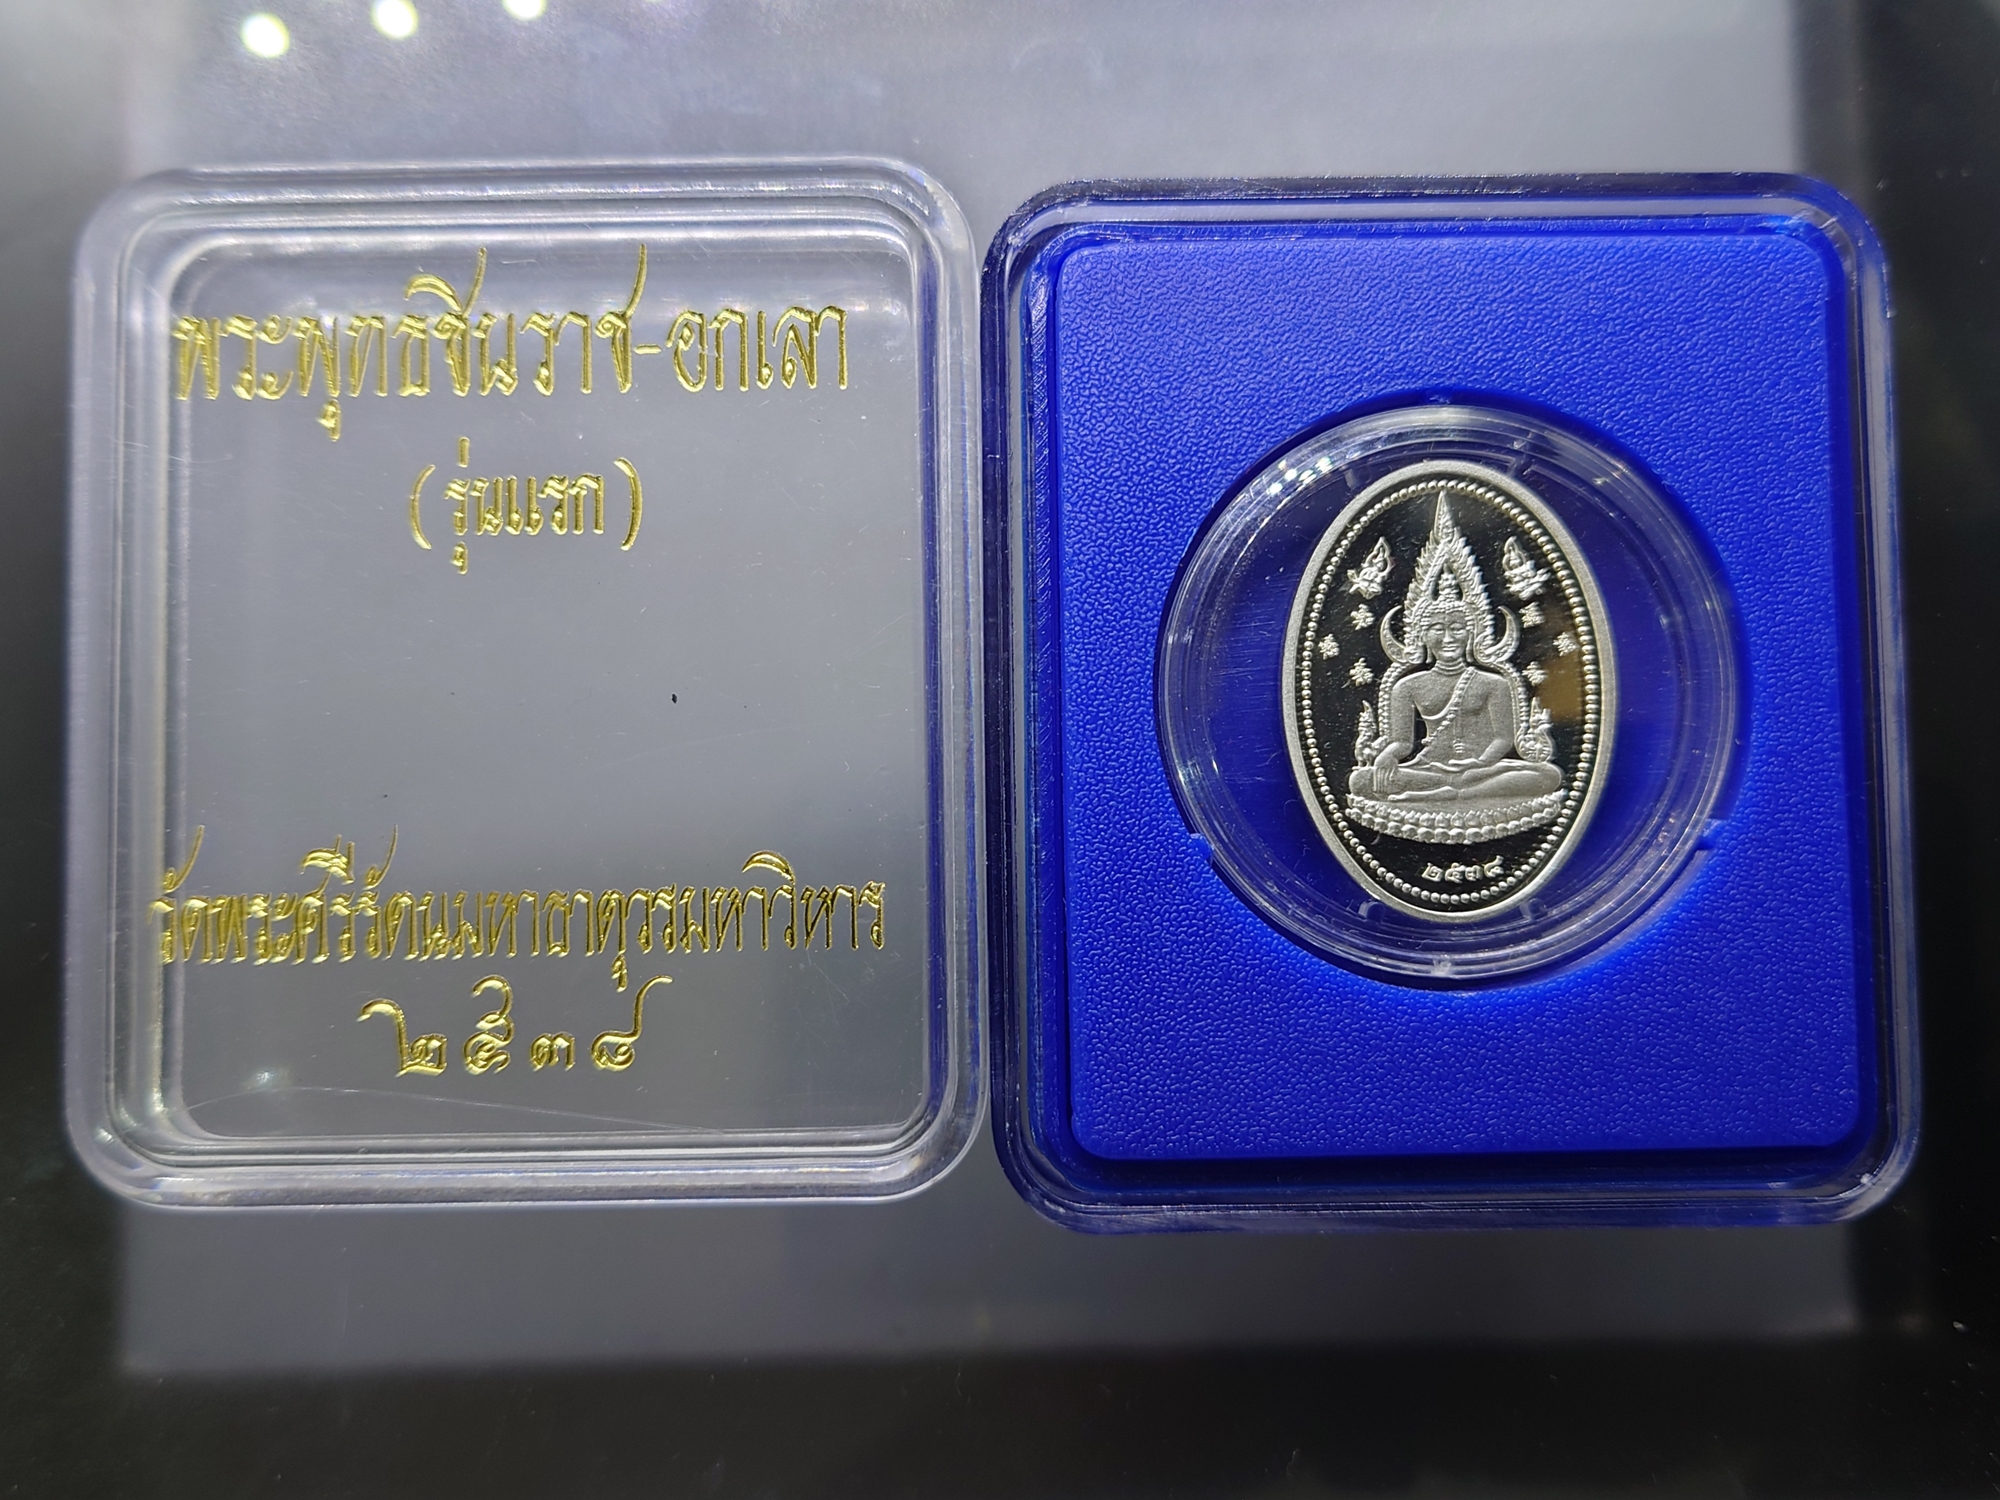 พระพุทธชินราช-อกเลา
(รุ่นแรก)
วัดพระศรีรัตนมหาธาตุวรมหาวิหาร
๒๕๓๘
๒๕๓๘